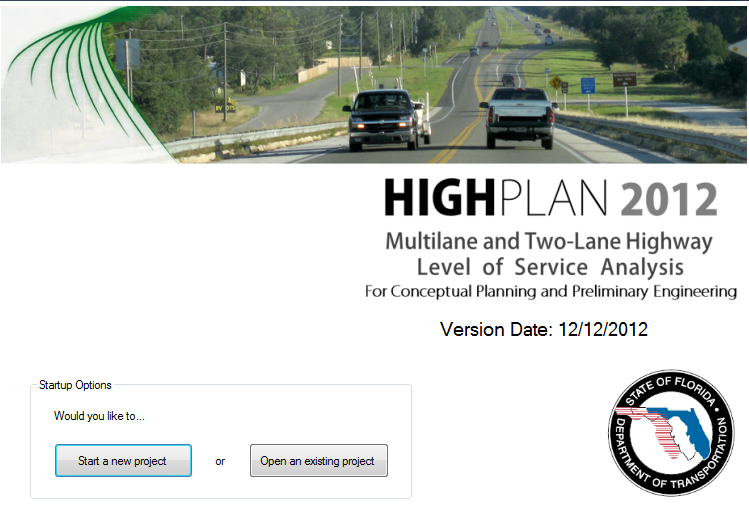 HIGHPLAN 2012
Multilane and Two-Lane Highway
Level of Service Analysis
For Conceptual Planning and Preliminary Engineering
Version Date: 12/12/2012
Startup Options
Would you like to...
Start a new project
or
Open an existing project
STATE OF FLORIDA
DEPARTMENT OF TRANSPORTATION